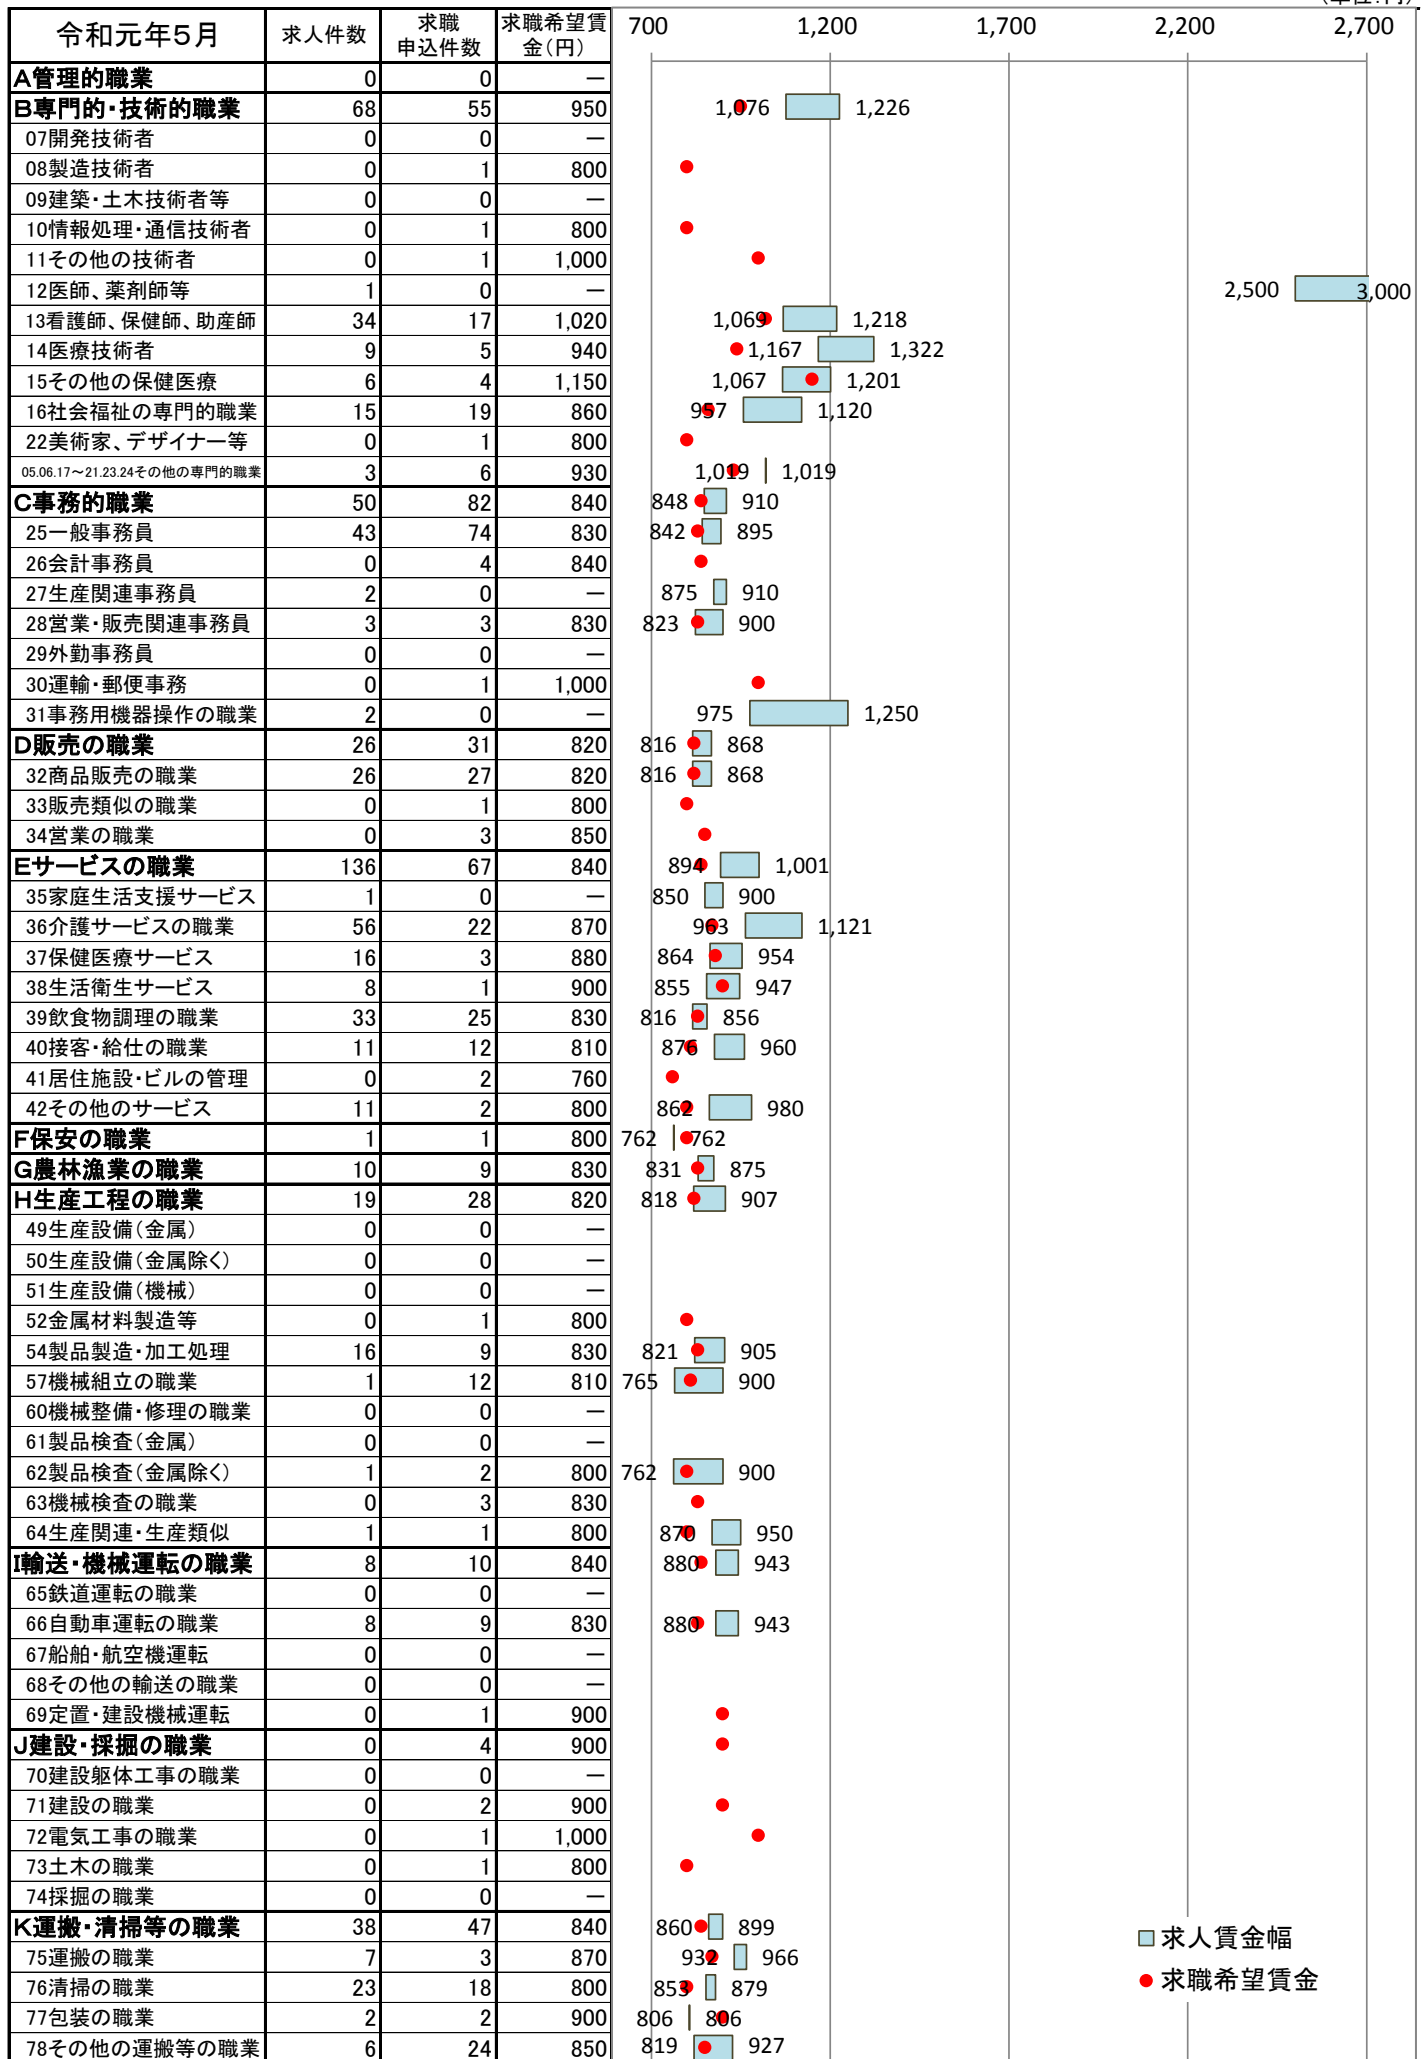 令和元年5月 求人件数 求職申込件数 求職希望賃金(円) 700 1,200 1,700 2,200 2,700
A管理的職業 0 0 －
B専門的・技術的職業 68 55 950 1,076 1,226
07開発技術者 0 0 －
08製造技術者 0 1 800
09建築・土木技術者等 0 0 －
10情報処理・通信技術者 0 1 800
11その他の技術者 0 1 1,000
12医師、薬剤師等 1 0 － 2,500 3,000
13看護師、保健師、助産師 34 17 1,020 1,069 1,218
14医療技術者 9 5 940 1,167 1,322
15その他の保健医療 6 4 1,150 1,067 1,201
16社会福祉の専門的職業 15 19 860 957 1,120
22美術家、デザイナー等 0 1 800
05.06.17～21.23.24その他の専門的職業 3 6 930 1,019 1,019
C事務的職業 50 82 840 848 910
25一般事務員 43 74 830 842 895
26会計事務員 0 4 840
27生産関連事務員 2 0 － 875 910
28営業・販売関連事務員 3 3 830 823 900
29外勤事務員 0 0 －
30運輸・郵便事務 0 1 1,000
31事務用機器操作の職業 2 0 － 975 1,250
D販売の職業 26 31 820 816 868
32商品販売の職業 26 27 820 816 868
33販売類似の職業 0 1 800
34営業の職業 0 3 850
Eサービスの職業 136 67 840 894 1,001
35家庭生活支援サービス 1 0 － 850 900
36介護サービスの職業 56 22 870 963 1,121
37保健医療サービス 16 3 880 864 954
38生活衛生サービス 8 1 900 855 947
39飲食物調理の職業 33 25 830 816 856
40接客・給仕の職業 11 12 810 876 960
41居住施設・ビルの管理 0 2 760
42その他のサービス 11 2 800 862 980
F保安の職業 1 1 800 762 762
G農林漁業の職業 10 9 830 831 875
H生産工程の職業 19 28 820 818 907
49生産設備(金属) 0 0 －
50生産設備(金属除く) 0 0 －
51生産設備(機械) 0 0 －
52金属材料製造等 0 1 800
54製品製造・加工処理 16 9 830 821 905
57機械組立の職業 1 12 810 765 900
60機械整備・修理の職業 0 0 －
61製品検査(金属) 0 0 －
62製品検査(金属除く) 1 2 800 762 900
63機械検査の職業 0 3 830
64生産関連・生産類似 1 1 800 870 950
I輸送・機械運転の職業 8 10 840 880 943
65鉄道運転の職業 0 0 －
66自動車運転の職業 8 9 830 880 943
67船舶・航空機運転 0 0 －
68その他の輸送の職業 0 0 －
69定置・建設機械運転 0 1 900
J建設・採掘の職業 0 4 900
70建設躯体工事の職業 0 0 －
71建設の職業 0 2 900
72電気工事の職業 0 1 1,000
73土木の職業 0 1 800
74採掘の職業 0 0 －
K運搬・清掃等の職業 38 47 840 860 899
75運搬の職業 7 3 870 932 966
76清掃の職業 23 18 800 853 879
77包装の職業 2 2 900 806 806
78その他の運搬等の職業 6 24 850 819 927
求人賃金幅
求職希望賃金